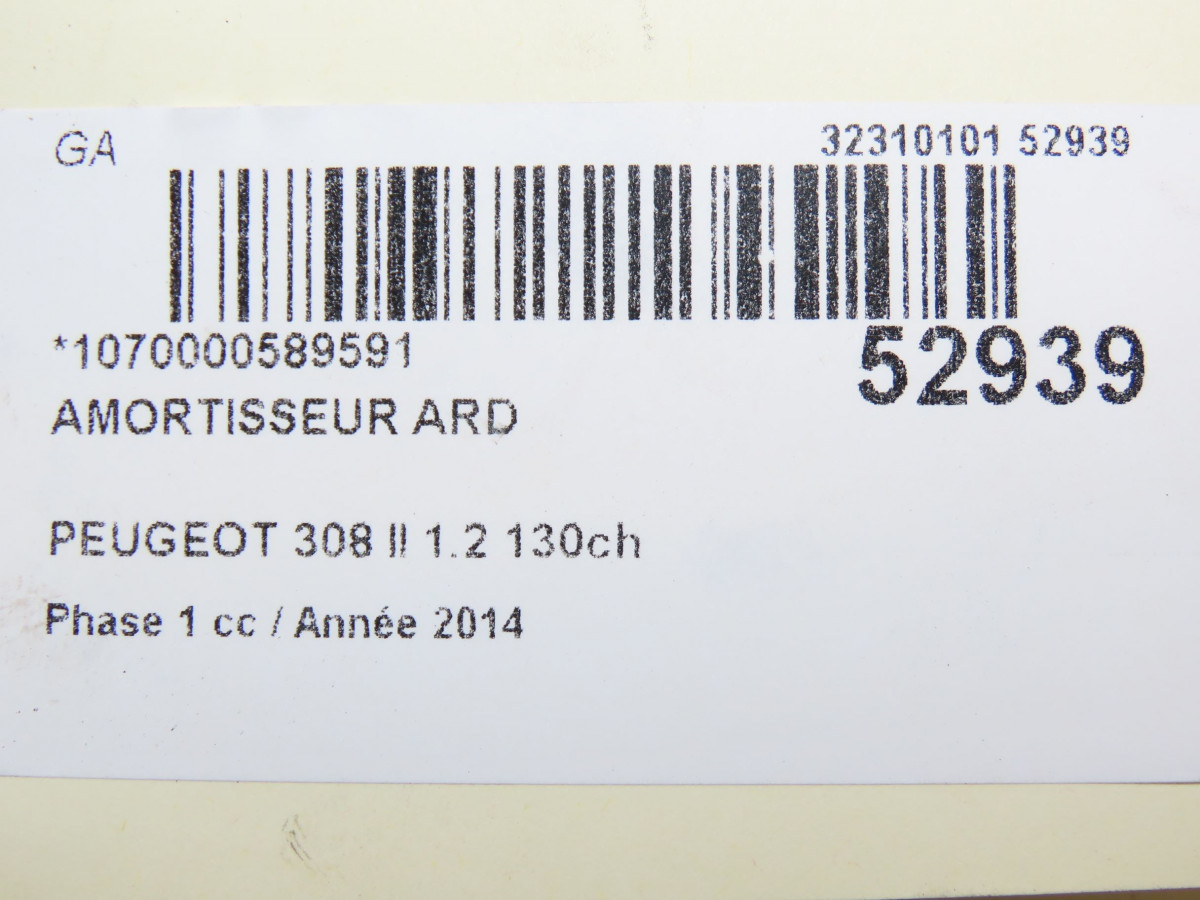 GA
32310101 52939
*1070000589591
52939
AMORTISSEUR ARD
PEUGEOT 308 II 1.2 130ch
Phase 1 cc / Année 2014